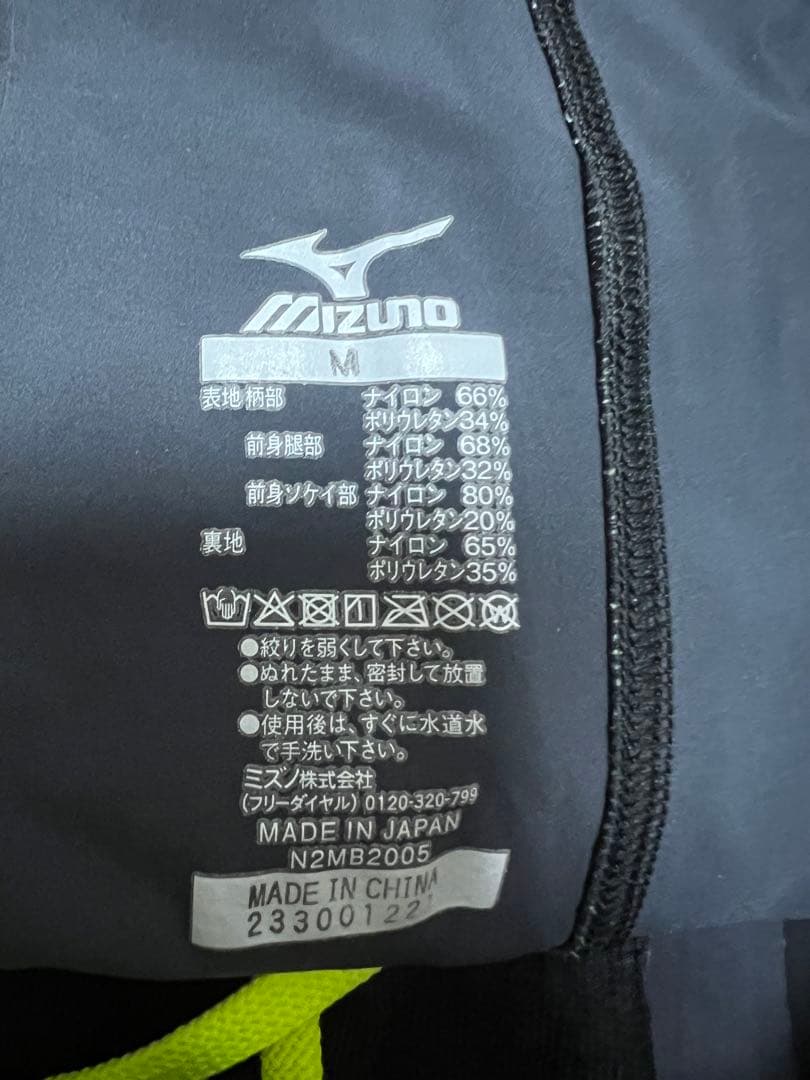 MIZUNO
M
表地 柄部 ナイロン 66%
ポリウレタン34%
前身腿部 ナイロン 68%
ポリウレタン32%
前身ソケイ部 ナイロン 80%
ポリウレタン20%
裏地 ナイロン 65%
ポリウレタン35%
●絞りを弱くして下さい。
●ぬれたまま、密封して放置
しないで下さい。
●使用後は、すぐに水道水
で手洗い下さい。
ミズノ株式会社
(フリーダイヤル) 0120-320-799
MADE IN JAPAN
N2MB2005
MADE IN CHINA
23300122